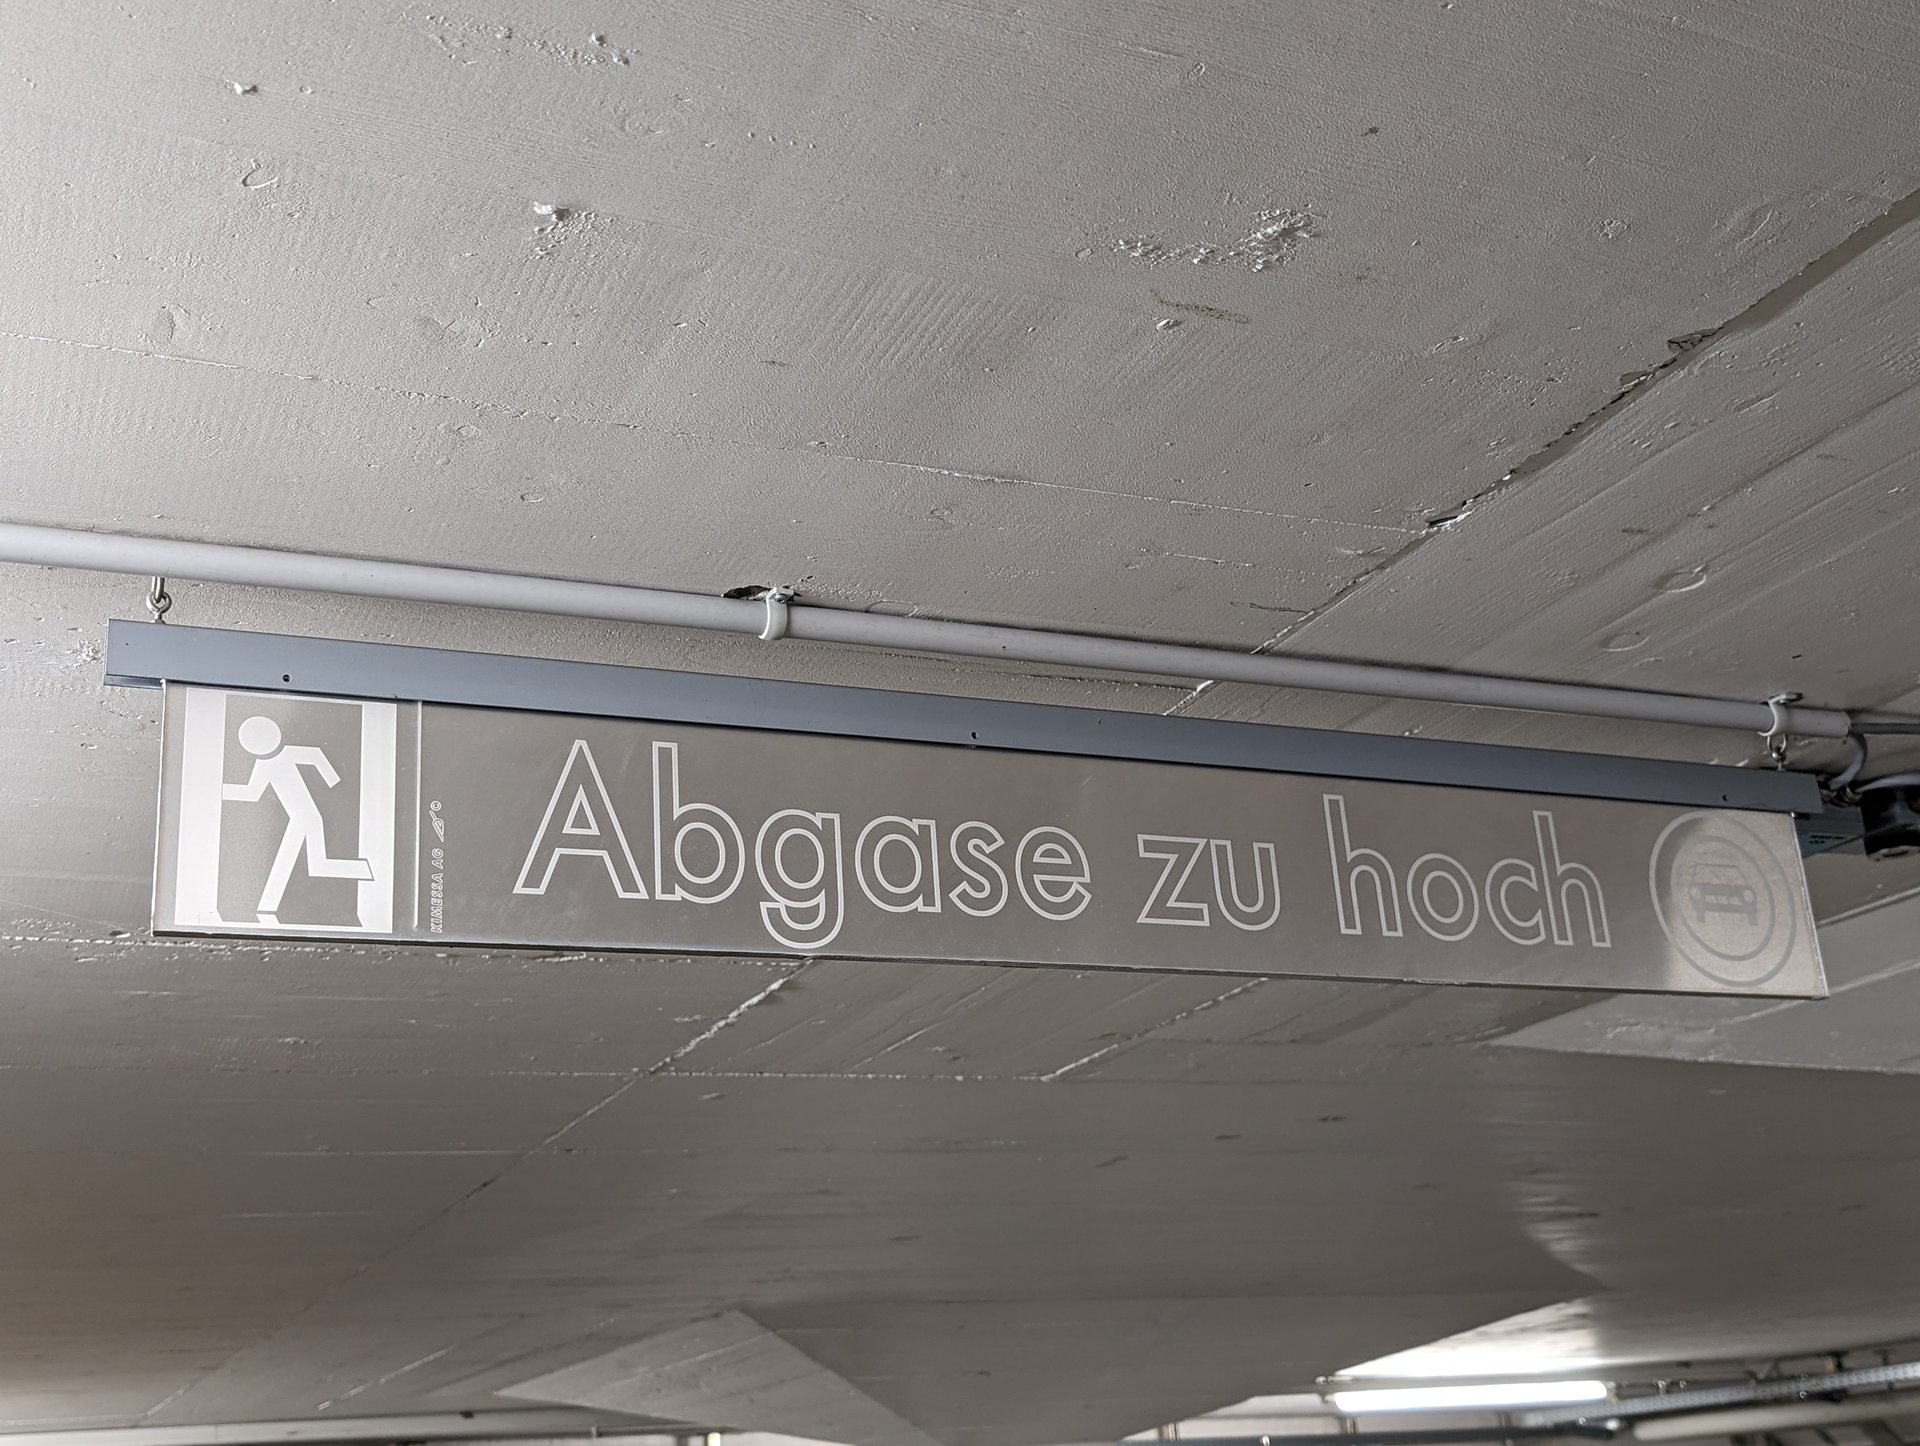 KIMESSA AG ©
Abgase zu hoch